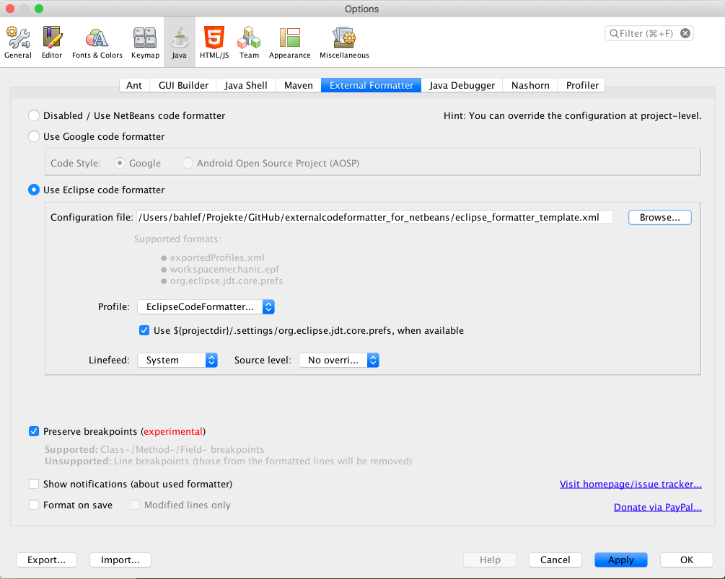 Options
General Editor Fonts & Colors Keymap Java HTML/JS Team Appearance Miscellaneous
Filter (⌘+F)
Ant GUI Builder Java Shell Maven External Formatter Java Debugger Nashorn Profiler
Disabled / Use NetBeans code formatter Hint: You can override the configuration at project-level.
Use Google code formatter
Code Style: Google Android Open Source Project (AOSP)
Use Eclipse code formatter
Configuration file: /Users/bahlef/Projekte/GitHub/externalcodeformatter_for_netbeans/eclipse_formatter_template.xml Browse...
Supported formats:
● exportedProfiles.xml
● workspacemechanic.epf
● org.eclipse.jdt.core.prefs
Profile: EclipseCodeFormatter...
Use ${projectdir}/.settings/org.eclipse.jdt.core.prefs, when available
Linefeed: System Source level: No overri...
Preserve breakpoints (experimental)
Supported: Class-/Method-/Field- breakpoints
Unsupported: Line breakpoints (those from the formatted lines will be removed)
Show notifications (about used formatter) Visit homepage/issue tracker...
Format on save Modified lines only Donate via PayPal...
Export... Import... Help Cancel Apply OK